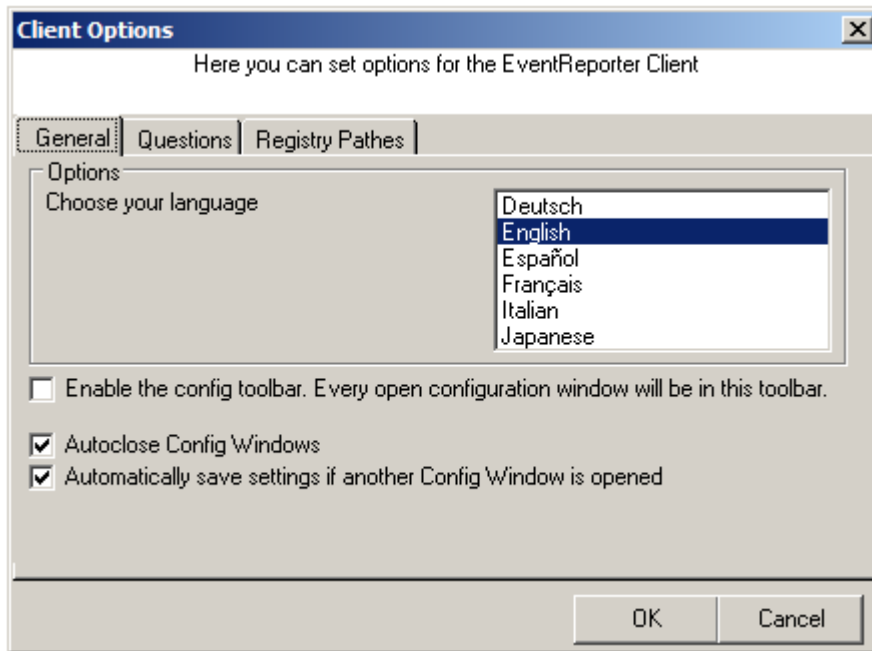 Client Options
Here you can set options for the EventReporter Client
General Questions Registry Pathes
Options
Choose your language
Deutsch
English
Español
Français
Italian
Japanese
Enable the config toolbar. Every open configuration window will be in this toolbar.
Autoclose Config Windows
Automatically save settings if another Config Window is opened
OK Cancel